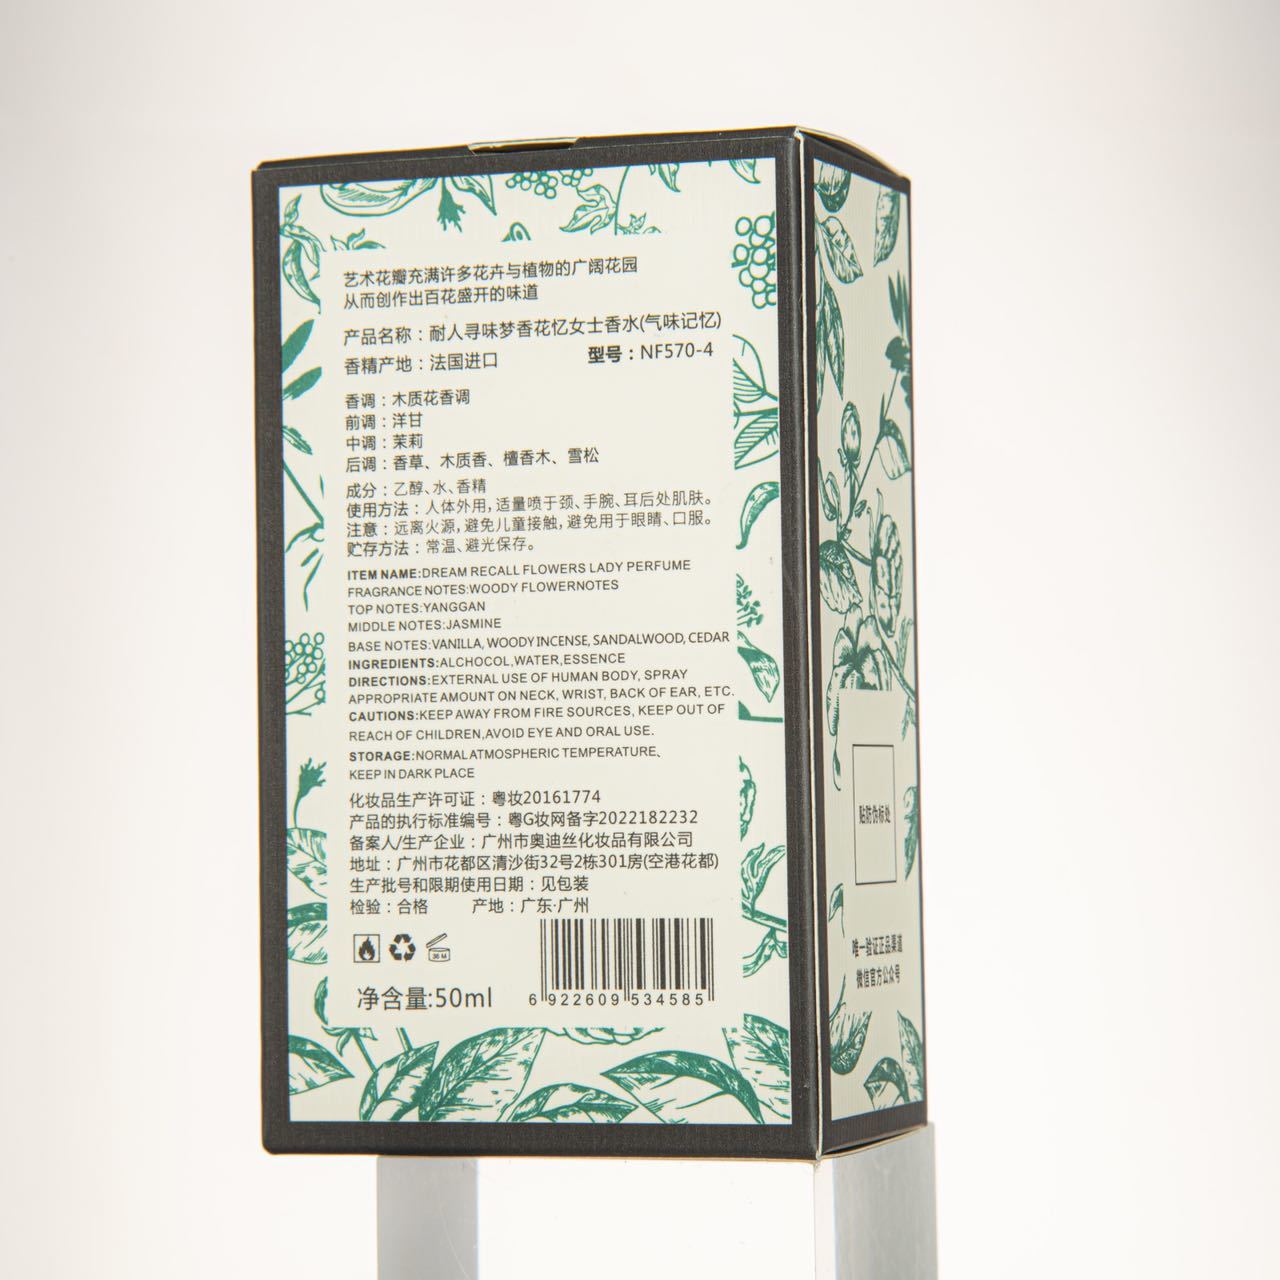 艺术花瓣充满许多花卉与植物的广阔花园
从而创作出百花盛开的味道
产品名称：耐人寻味梦香花忆女士香水(气味记忆)
香精产地：法国进口 型号：NF570-4
香调：木质花香调
前调：洋甘
中调：茉莉
后调：香草、木质香、檀香木、雪松
成分：乙醇、水、香精
使用方法：人体外用，适量喷于颈、手腕、耳后处肌肤。
注意：远离火源，避免儿童接触，避免用于眼睛、口服。
贮存方法：常温、避光保存。
ITEM NAME:DREAM RECALL FLOWERS LADY PERFUME
FRAGRANCE NOTES:WOODY FLOWERNOTES
TOP NOTES:YANGGAN
MIDDLE NOTES:JASMINE
BASE NOTES:VANILLA, WOODY INCENSE, SANDALWOOD, CEDAR
INGREDIENTS:ALCHOCOL,WATER,ESSENCE
DIRECTIONS:EXTERNAL USE OF HUMAN BODY, SPRAY
APPROPRIATE AMOUNT ON NECK, WRIST, BACK OF EAR, ETC.
CAUTIONS:KEEP AWAY FROM FIRE SOURCES, KEEP OUT OF
REACH OF CHILDREN,AVOID EYE AND ORAL USE.
STORAGE:NORMAL ATMOSPHERIC TEMPERATURE、
KEEP IN DARK PLACE
化妆品生产许可证：粤妆20161774
产品的执行标准编号：粤G妆网备字2022182232
备案人/生产企业：广州市奥迪丝化妆品有限公司
地址：广州市花都区清沙街32号2栋301房(空港花都)
生产批号和限期使用日期：见包装
检验：合格 产地：广东·广州
36 M
净含量:50ml
6 922609 534585
贴防伪标处
唯一验证正品渠道
微信官方公众号